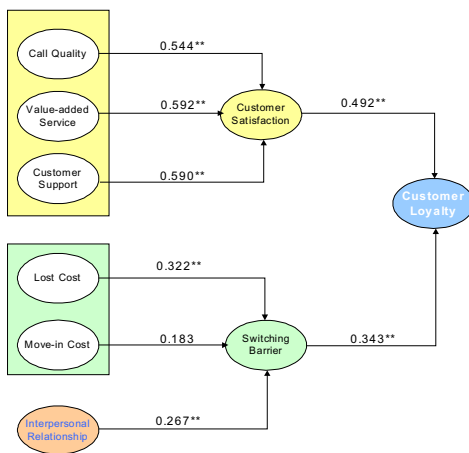 Call Quality
0.544**
Value-added
Service
0.592**
Customer
Satisfaction
0.492**
Customer
Support
0.590**
Customer
Loyalty
Lost Cost
0.322**
Move-in Cost
0.183
Switching
Barrier
0.343**
Interpersonal
Relationship
0.267**